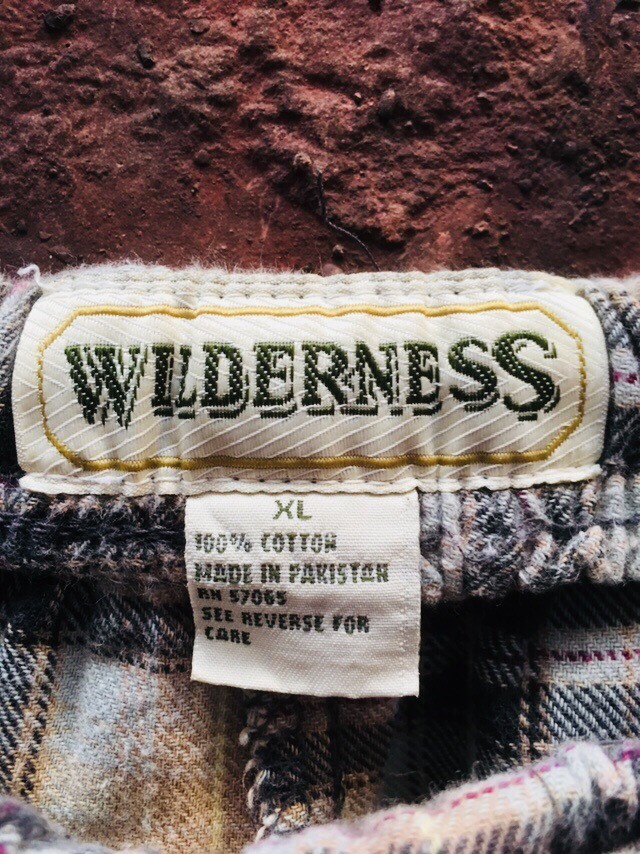 WILDERNESS
XL
100% COTTON
MADE IN PAKISTAN
RN 57065
SEE REVERSE FOR
CARE